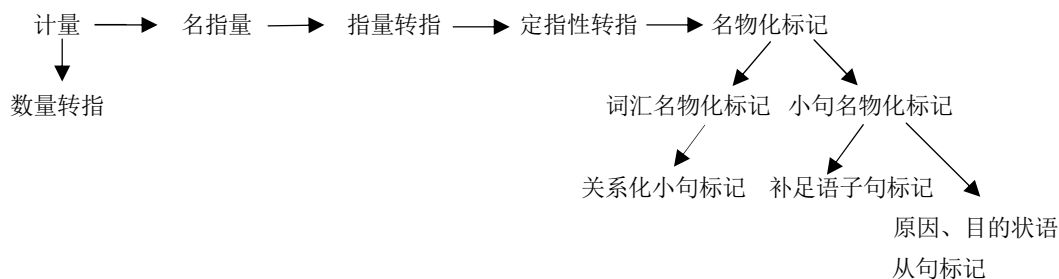 计量 名指量 指量转指 定指性转指 名物化标记
数量转指 词汇名物化标记 小句名物化标记
关系化小句标记 补足语子句标记
原因、目的状语
从句标记